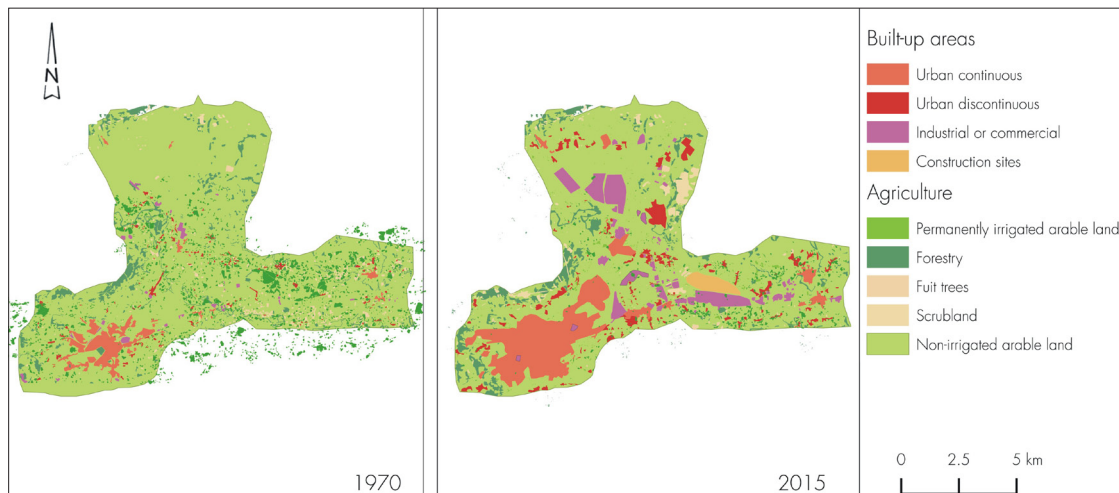 N
1970
2015
Built-up areas
Urban continuous
Urban discontinuous
Industrial or commercial
Construction sites
Agriculture
Permanently irrigated arable land
Forestry
Fuit trees
Scrubland
Non-irrigated arable land
0 2.5 5 km